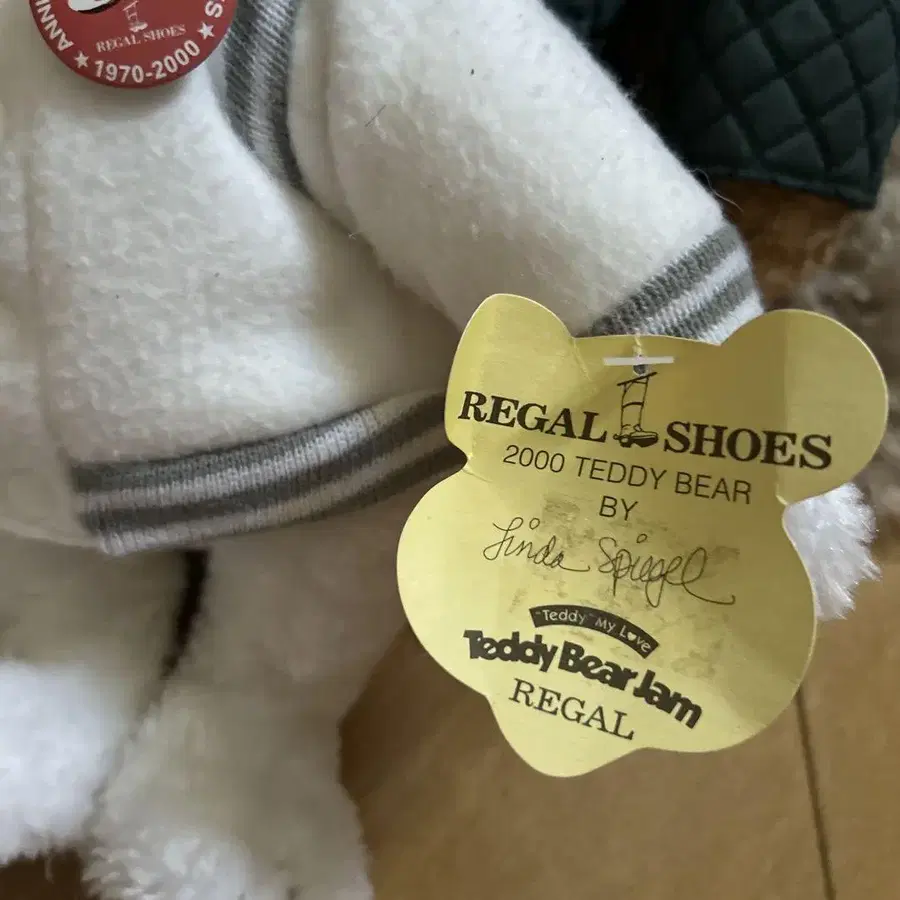 REGAL SHOES
★ 1970-2000 ★
REGAL SHOES
2000 TEDDY BEAR
BY
Linda Spiegel
"Teddy" My Love
Teddy Bear Jam
REGAL